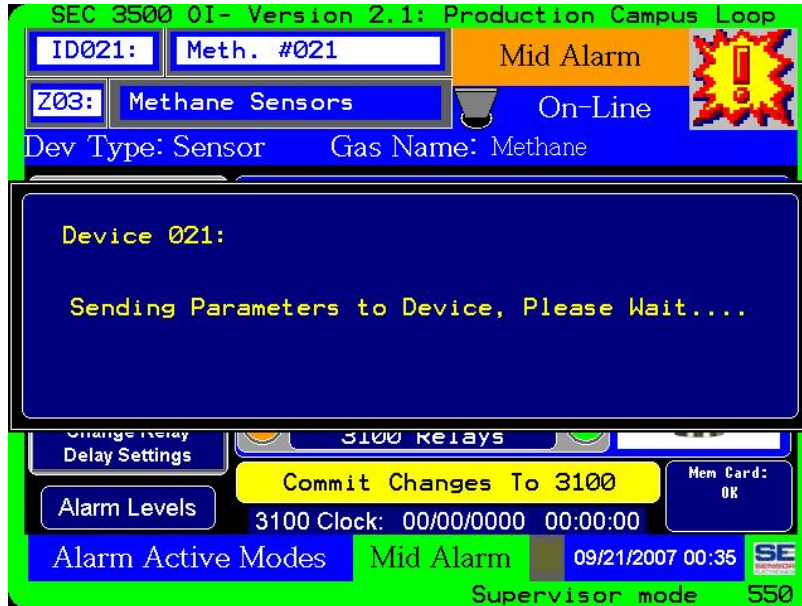 SEC 3500 OI- Version 2.1: Production Campus Loop
ID021: Meth. #021 Mid Alarm
Z03: Methane Sensors On-Line
Dev Type: Sensor Gas Name: Methane
Device 021:
Sending Parameters to Device, Please Wait....
Change Relay
Delay Settings
3100 Relays
Commit Changes To 3100
Mem Card:
OK
Alarm Levels
3100 Clock: 00/00/0000 00:00:00
Alarm Active Modes Mid Alarm 09/21/2007 00:35 SE
Supervisor mode 550